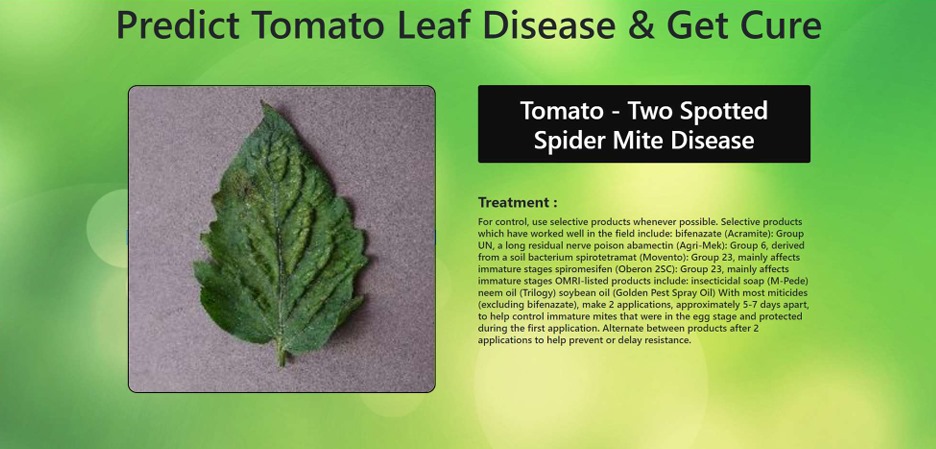 Predict Tomato Leaf Disease & Get Cure
Tomato - Two Spotted
Spider Mite Disease
Treatment :
For control, use selective products whenever possible. Selective products
which have worked well in the field include: bifenazate (Acramite): Group
UN, a long residual nerve poison abamectin (Agri-Mek): Group 6, derived
from a soil bacterium spirotetramat (Movento): Group 23, mainly affects
immature stages spiromesifen (Oberon 2SC): Group 23, mainly affects
immature stages OMRI-listed products include: insecticidal soap (M-Pede)
neem oil (Trilogy) soybean oil (Golden Pest Spray Oil) With most miticides
(excluding bifenazate), make 2 applications, approximately 5-7 days apart,
to help control immature mites that were in the egg stage and protected
during the first application. Alternate between products after 2
applications to help prevent or delay resistance.